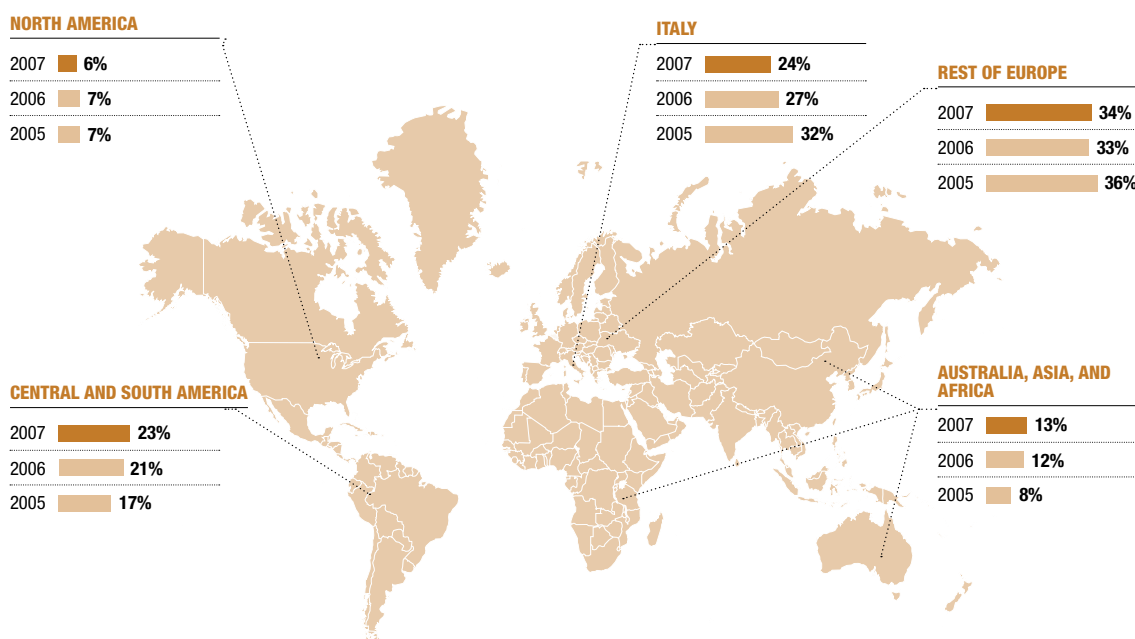 NORTH AMERICA
2007 6%
2006 7%
2005 7%
ITALY
2007 24%
2006 27%
2005 32%
REST OF EUROPE
2007 34%
2006 33%
2005 36%
CENTRAL AND SOUTH AMERICA
2007 23%
2006 21%
2005 17%
AUSTRALIA, ASIA, AND
AFRICA
2007 13%
2006 12%
2005 8%